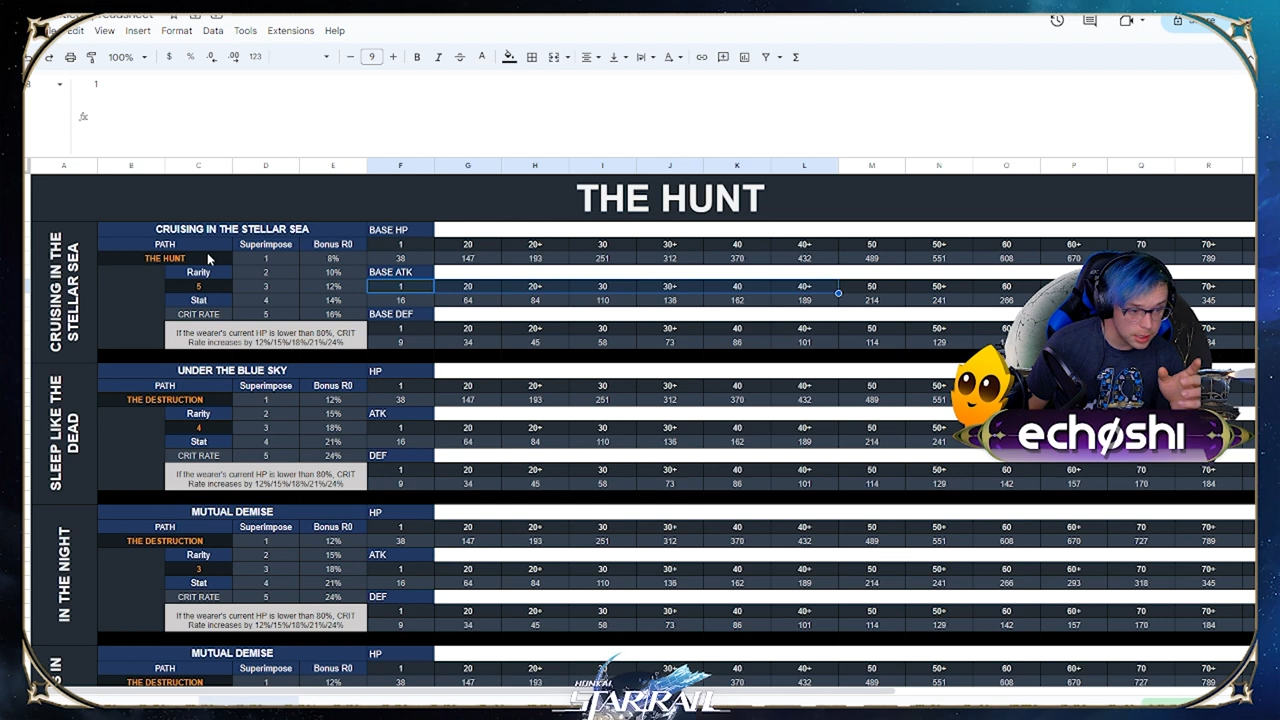 View Insert Format Data Tools Extensions Help
100% $ % .0 .00 123 9 B I A Σ
1
fx
A B C D E F G H I J K L M N O P Q R
THE HUNT
CRUISING IN THE STELLAR SEA
CRUISING IN THE STELLAR SEA BASE HP
PATH Superimpose Bonus R0 1 20 20+ 30 30+ 40 40+ 50 50+ 60 60+ 70 70+
THE HUNT 1 8% 38 147 193 251 312 370 432 489 551 608 670 727 789
Rarity 2 10% BASE ATK
5 3 12% 1 20 20+ 30 30+ 40 40+ 50 50+ 60
Stat 4 14% 16 64 84 110 136 162 189 214 241 266 345
CRIT RATE 5 16% BASE DEF
If the wearer's current HP is lower than 80%, CRIT 1 20 20+ 30 30+ 40 40+ 50 50+
Rate increases by 12%/15%/18%/21%/24% 9 34 45 58 73 86 101 114 129
SLEEP LIKE THE DEAD
UNDER THE BLUE SKY HP
PATH Superimpose Bonus R0 1 20 20+ 30 30+ 40 40+ 50 50+
THE DESTRUCTION 1 12% 38 147 193 251 312 370 432 489 551
Rarity 2 15% ATK
4 3 18% 1 20 20+ 30 30+ 40 40+ 50 50+
Stat 4 21% 16 64 84 110 136 162 189 214 241
CRIT RATE 5 24% DEF
If the wearer's current HP is lower than 80%, CRIT 1 20 20+ 30 30+ 40 40+ 50 50+ 60 60+ 70 70+
Rate increases by 12%/15%/18%/21%/24% 9 34 45 58 73 86 101 114 129 142 157 170 184
echøshi
IN THE NIGHT
MUTUAL DEMISE HP
PATH Superimpose Bonus R0 1 20 20+ 30 30+ 40 40+ 50 50+ 60 60+ 70 70+
THE DESTRUCTION 1 12% 38 147 193 251 312 370 432 489 551 608 670 727 789
Rarity 2 15% ATK
3 3 18% 1 20 20+ 30 30+ 40 40+ 50 50+ 60 60+ 70 70+
Stat 4 21% 16 64 84 110 136 162 189 214 241 266 293 318 345
CRIT RATE 5 24% DEF
If the wearer's current HP is lower than 80%, CRIT 1 20 20+ 30 30+ 40 40+ 50 50+ 60 60+ 70 70+
Rate increases by 12%/15%/18%/21%/24% 9 34 45 58 73 86 101 114 129 142 157 170 184
MUTUAL DEMISE HP
PATH Superimpose Bonus R0 1 20 20+ 30 30+ 40 40+ 50 50+ 60 60+ 70 70+
THE DESTRUCTION 1 12% 38 147 193 251 312 370 432 489 551 608 670 727 789
HONKAI
STAR RAIL